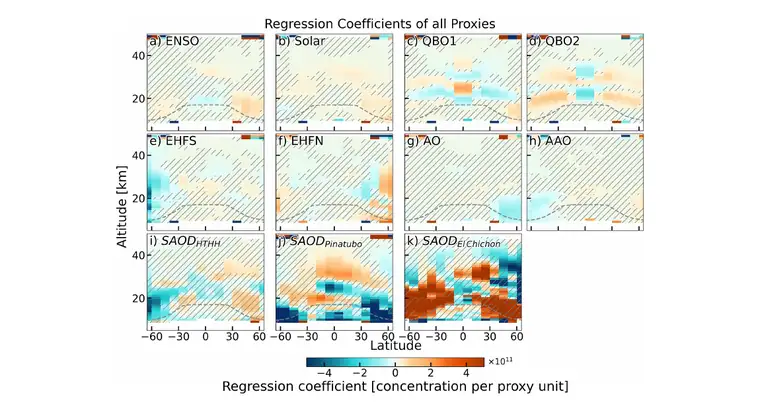 Regression Coefficients of all Proxies
a) ENSO
b) Solar
c) QBO1
d) QBO2
40
20
e) EHFS
f) EHFN
g) AO
h) AAO
40
20
Altitude [km]
i) SAOD_HTHH
j) SAOD_Pinatubo
k) SAOD_El Chichon
40
20
−60 −30 0 30 60 −60 −30 0 30 60 −60 −30 0 30 60
Latitude
×10^11
−4 −2 0 2 4
Regression coefficient [concentration per proxy unit]